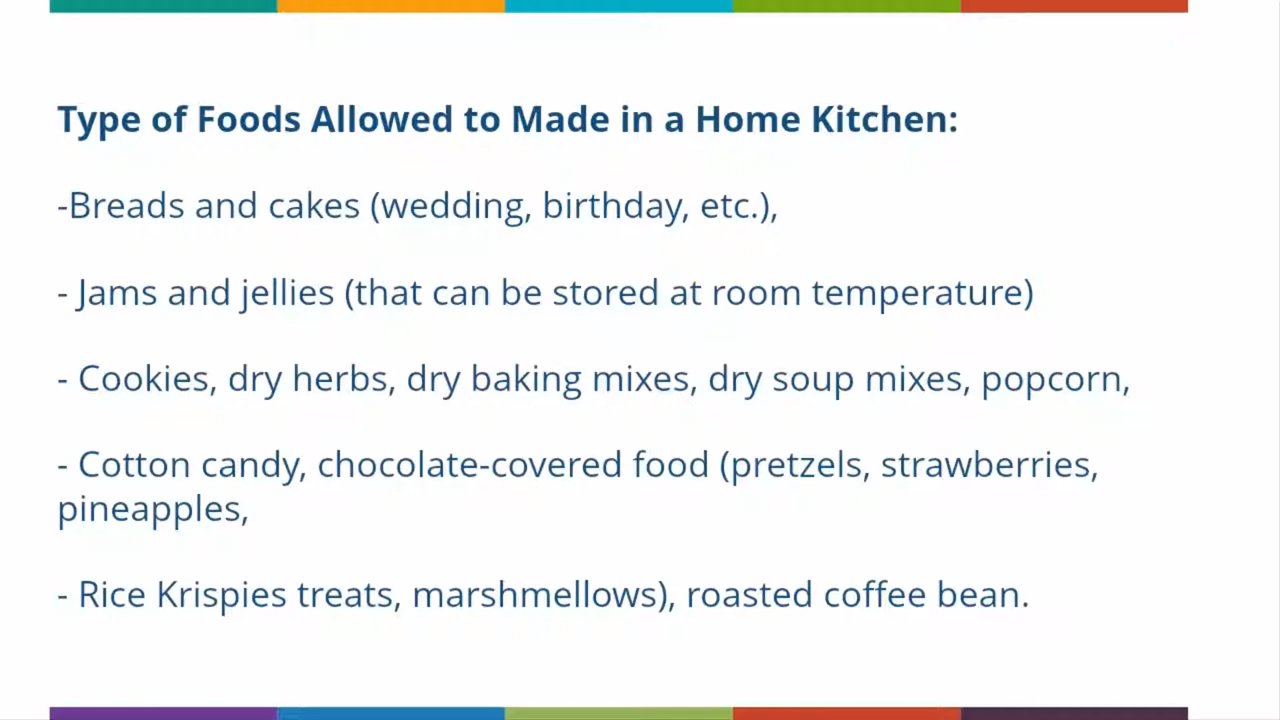 Type of Foods Allowed to Made in a Home Kitchen:
-Breads and cakes (wedding, birthday, etc.),
- Jams and jellies (that can be stored at room temperature)
- Cookies, dry herbs, dry baking mixes, dry soup mixes, popcorn,
- Cotton candy, chocolate-covered food (pretzels, strawberries,
pineapples,
- Rice Krispies treats, marshmellows), roasted coffee bean.